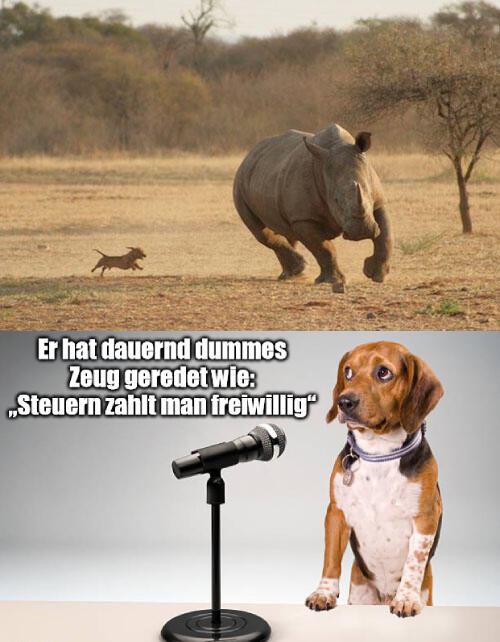 Er hat dauernd dummes
Zeug geredet wie:
„Steuern zahlt man freiwillig“